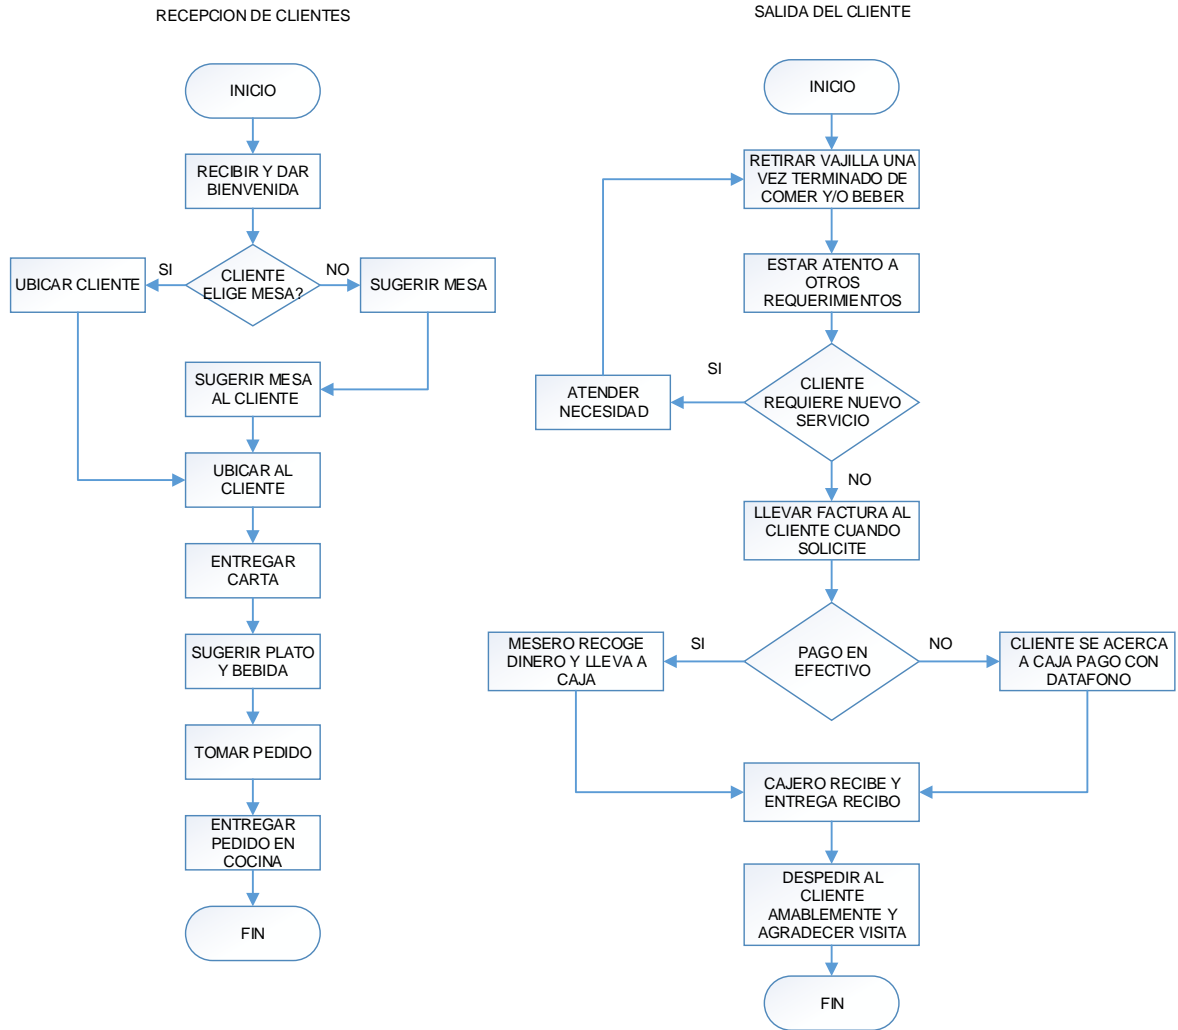 RECEPCION DE CLIENTES
INICIO
RECIBIR Y DAR
BIENVENIDA
CLIENTE
ELIGE MESA?
SI
NO
UBICAR CLIENTE
SUGERIR MESA
SUGERIR MESA
AL CLIENTE
UBICAR AL
CLIENTE
ENTREGAR
CARTA
SUGERIR PLATO
Y BEBIDA
TOMAR PEDIDO
ENTREGAR
PEDIDO EN
COCINA
FIN
SALIDA DEL CLIENTE
INICIO
RETIRAR VAJILLA UNA
VEZ TERMINADO DE
COMER Y/O BEBER
ESTAR ATENTO A
OTROS
REQUERIMIENTOS
CLIENTE
REQUIERE NUEVO
SERVICIO
SI
ATENDER
NECESIDAD
NO
LLEVAR FACTURA AL
CLIENTE CUANDO
SOLICITE
PAGO EN
EFECTIVO
SI
NO
MESERO RECOGE
DINERO Y LLEVA A
CAJA
CLIENTE SE ACERCA
A CAJA PAGO CON
DATAFONO
CAJERO RECIBE Y
ENTREGA RECIBO
DESPEDIR AL
CLIENTE
AMABLEMENTE Y
AGRADECER VISITA
FIN